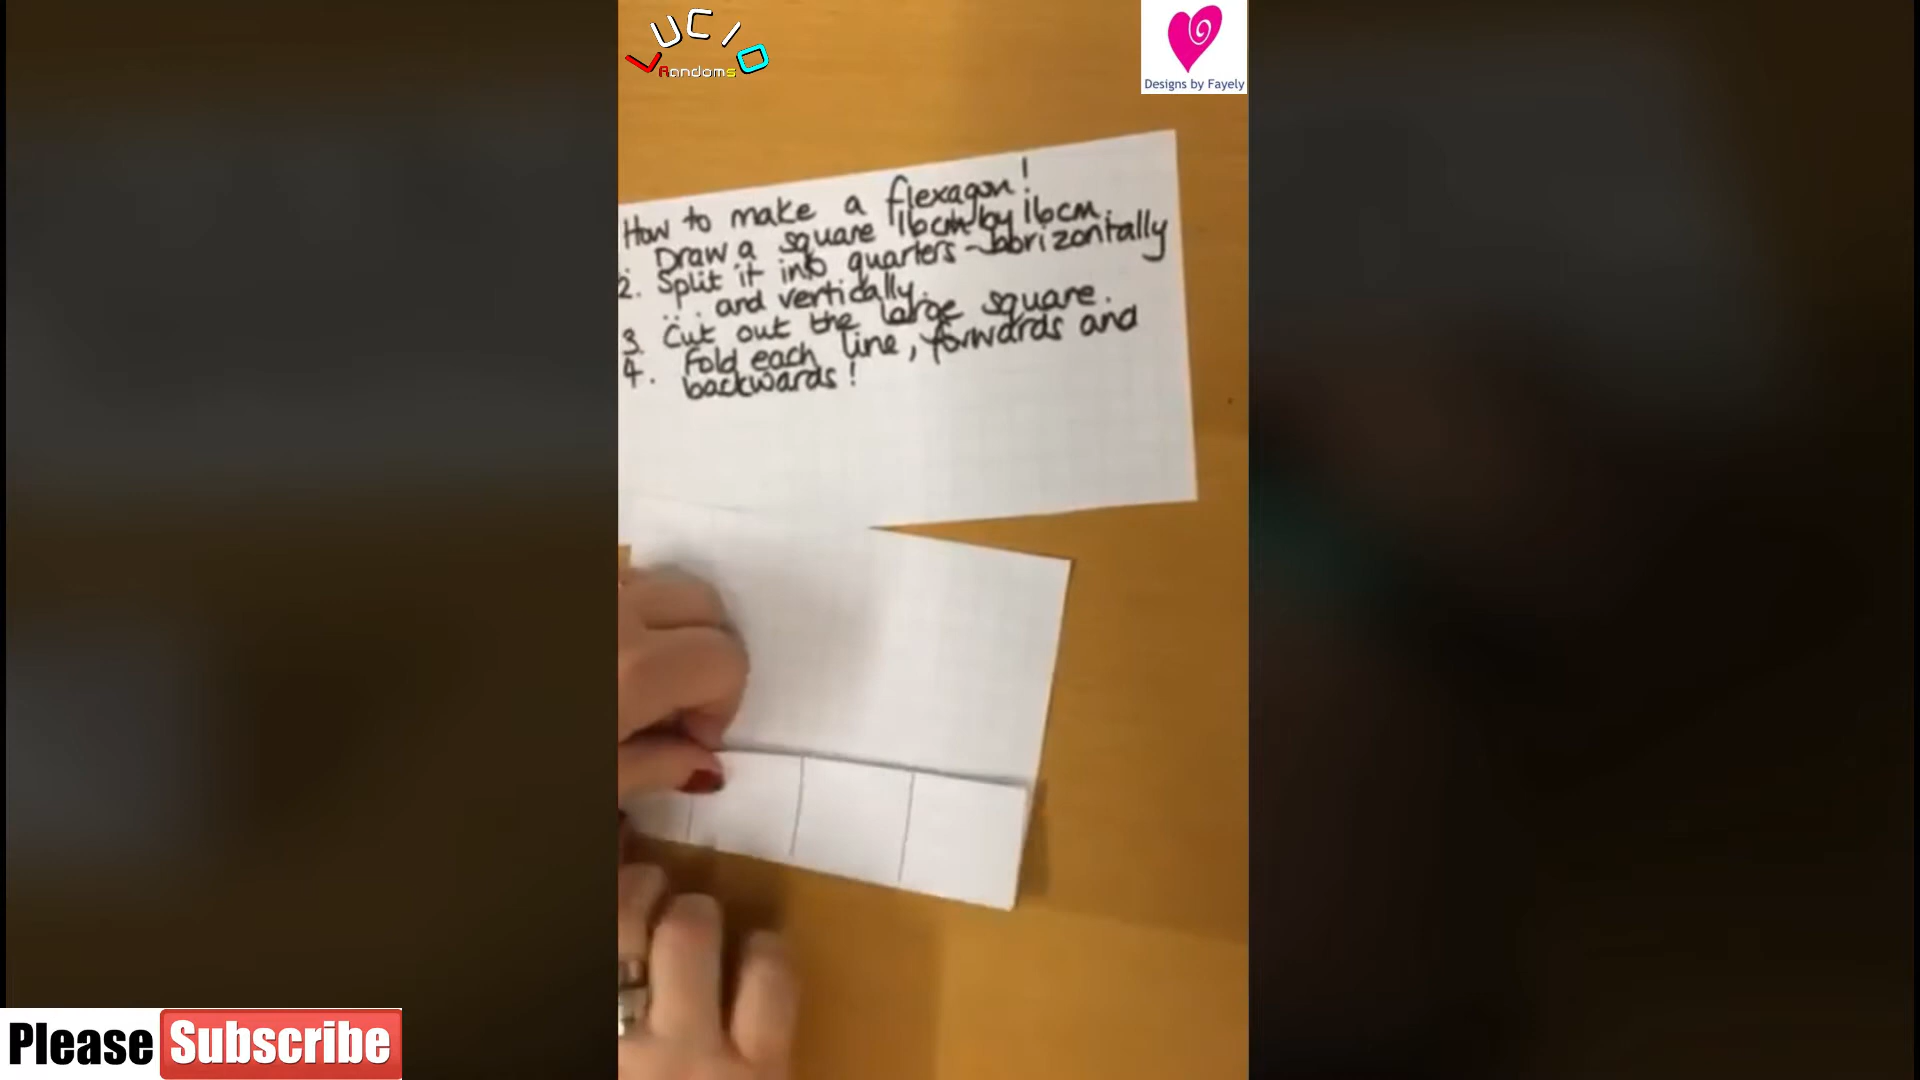 LUCIO
Randoms
Designs by Fayely
How to make a flexagon!
Draw a square 16cm by 16cm.
2. Split it into quarters - horizontally
... and vertically.
3. Cut out the large square.
4. Fold each line, forwards and
backwards!
Please Subscribe